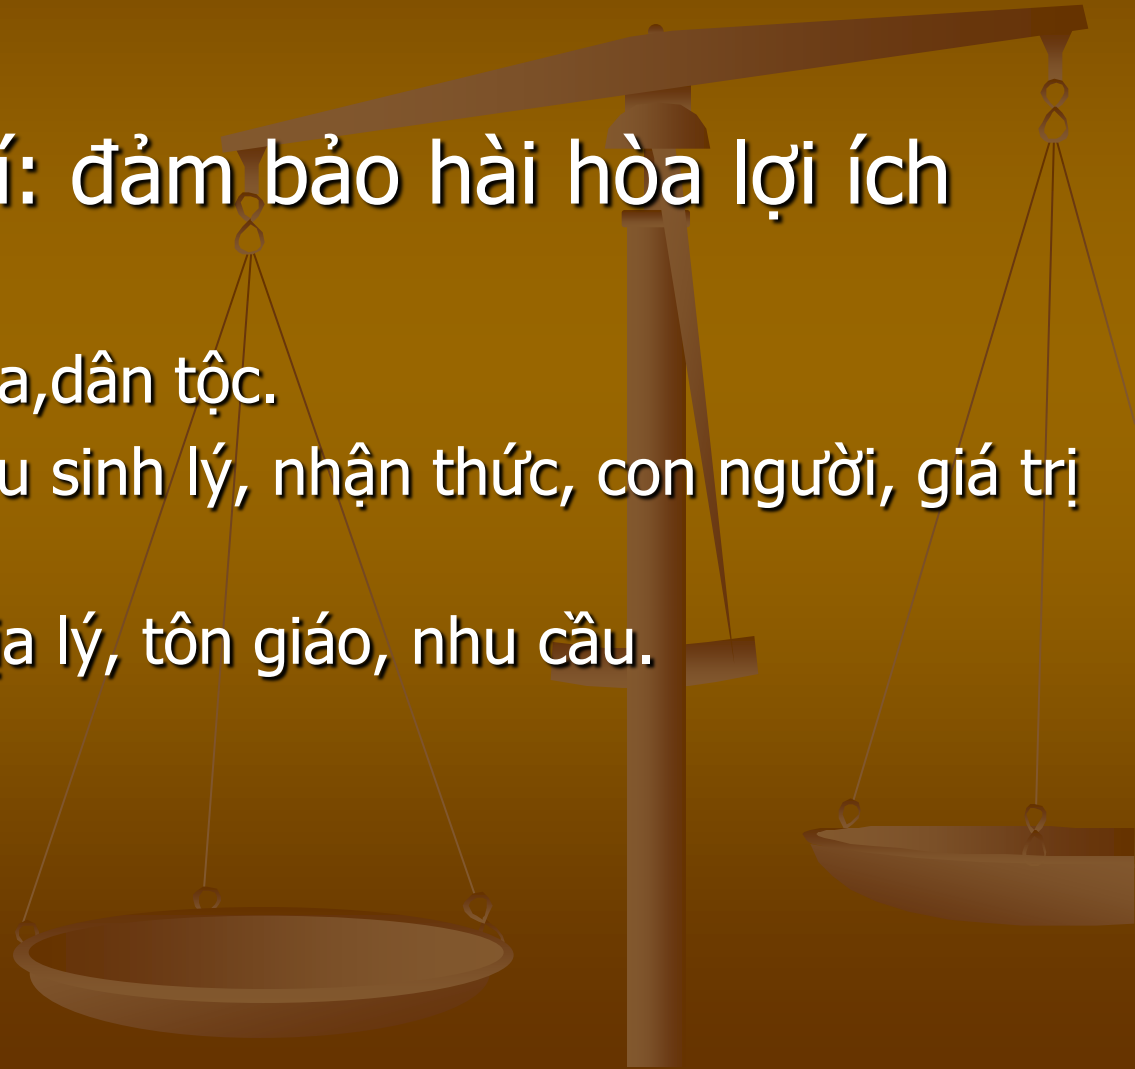 í: đảm bảo hài hòa lợi ích
a,dân tộc.
u sinh lý, nhận thức, con người, giá trị
ịa lý, tôn giáo, nhu cầu.